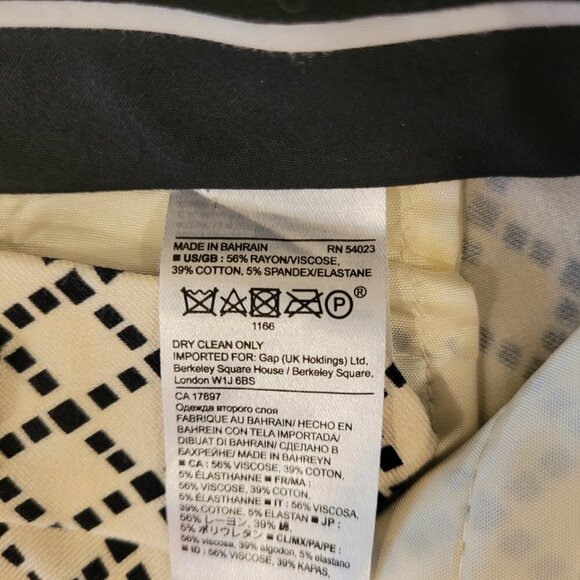 MADE IN BAHRAIN RN 54023
■ US/GB : 56% RAYON/VISCOSE,
39% COTTON, 5% SPANDEX/ELASTANE
P ®
1166
DRY CLEAN ONLY
IMPORTED FOR: Gap (UK Holdings) Ltd,
Berkeley Square House / Berkeley Square,
London W1J 6BS
CA 17897
Одежда второго слоя
FABRIQUE AU BAHRAIN/ HECHO EN
BAHREIN CON TELA IMPORTADA/
DIBUAT DI BAHRAIN/ СДЕЛАНО В
БАХРЕЙНЕ/ MADE IN BAHREYN
■ CA : 56% VISCOSE, 39% COTON,
5% ÉLASTHANNE ■ FR/MA :
56% VISCOSE, 39% COTON,
5% ÉLASTHANNE ■ IT : 56% VISCOSA,
39% COTONE, 5% ELASTAN ■ JP :
56% レーヨン, 39% 綿,
5% ポリウレタン ■ CL/MX/PA/PE :
56% viscosa, 39% algodon, 5% elastano
■ ID : 56% VISCOSE, 39% KAPAS,